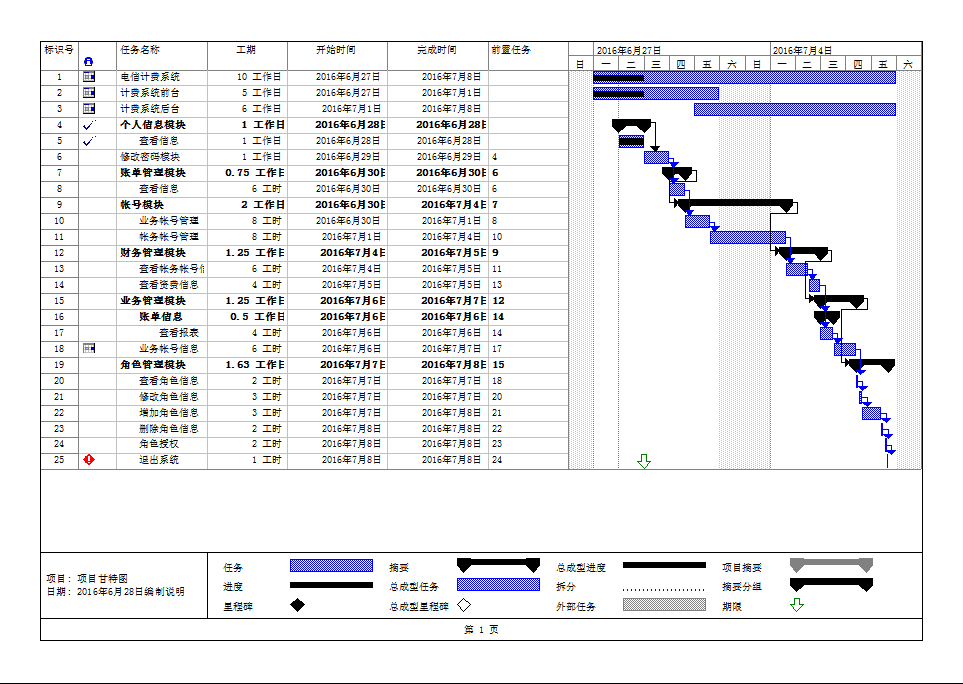 标识号 任务名称 工期 开始时间 完成时间 前置任务 2016年6月27日 2016年7月4日
日 一 二 三 四 五 六 日 一 二 三 四 五 六
1 电信计费系统 10 工作日 2016年6月27日 2016年7月8日
2 计费系统前台 5 工作日 2016年6月27日 2016年7月1日
3 计费系统后台 6 工作日 2016年7月1日 2016年7月8日
4 个人信息模块 1 工作日 2016年6月28日 2016年6月28日
5 查看信息 1 工作日 2016年6月28日 2016年6月28日
6 修改密码模块 1 工作日 2016年6月29日 2016年6月29日 4
7 账单管理模块 0.75 工作日 2016年6月30日 2016年6月30日 6
8 查看信息 6 工时 2016年6月30日 2016年6月30日 6
9 帐号模块 2 工作日 2016年6月30日 2016年7月4日 7
10 业务帐号管理 8 工时 2016年6月30日 2016年7月1日 8
11 帐务帐号管理 8 工时 2016年7月1日 2016年7月4日 10
12 财务管理模块 1.25 工作日 2016年7月4日 2016年7月5日 9
13 查看帐务帐号信 6 工时 2016年7月4日 2016年7月5日 11
14 查看资费信息 4 工时 2016年7月5日 2016年7月5日 13
15 业务管理模块 1.25 工作日 2016年7月6日 2016年7月7日 12
16 账单信息 0.5 工作日 2016年7月6日 2016年7月6日 14
17 查看报表 4 工时 2016年7月6日 2016年7月6日 14
18 业务帐号信息 6 工时 2016年7月6日 2016年7月7日 17
19 角色管理模块 1.63 工作日 2016年7月7日 2016年7月8日 15
20 查看角色信息 2 工时 2016年7月7日 2016年7月7日 18
21 修改角色信息 3 工时 2016年7月7日 2016年7月7日 20
22 增加角色信息 3 工时 2016年7月7日 2016年7月8日 21
23 删除角色信息 2 工时 2016年7月8日 2016年7月8日 22
24 角色授权 2 工时 2016年7月8日 2016年7月8日 23
25 退出系统 1 工时 2016年7月8日 2016年7月8日 24
项目: 项目甘特图
日期: 2016年6月28日编制说明
任务 摘要 总成型进度 项目摘要
进度 总成型任务 拆分 摘要分组
里程碑 总成型里程碑 外部任务 期限
第 1 页